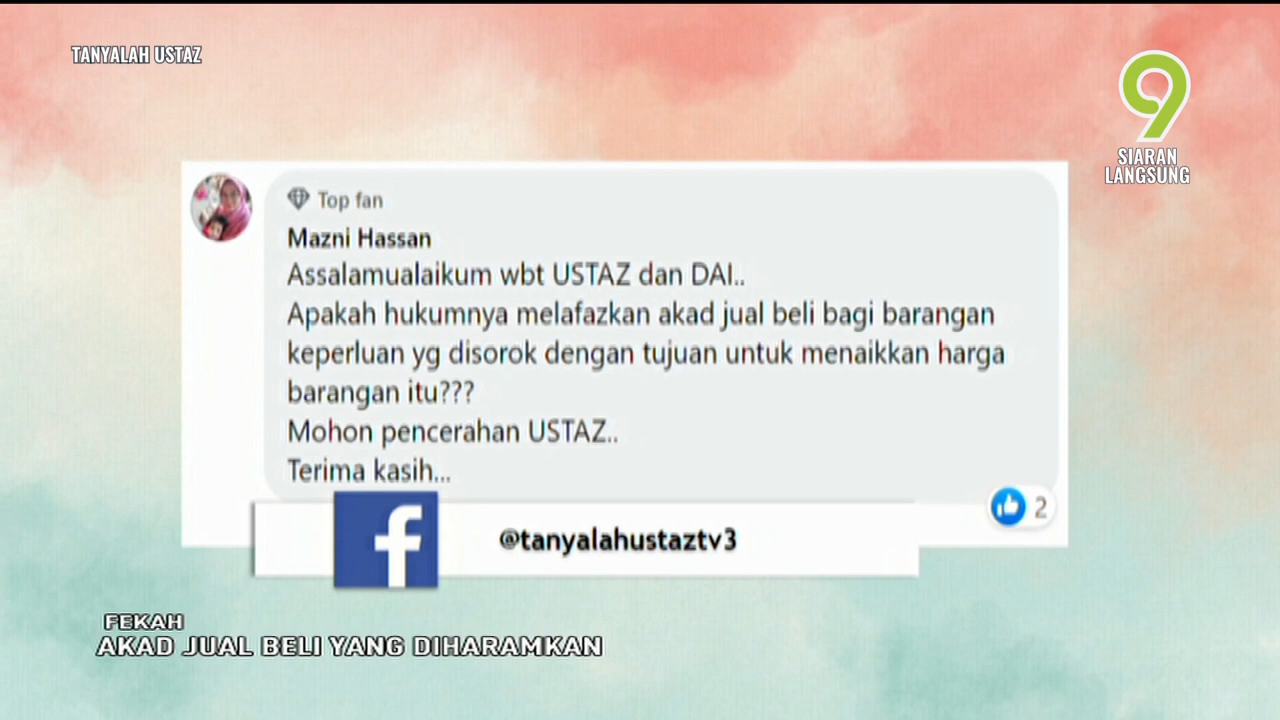 TANYALAH USTAZ
9
SIARAN
LANGSUNG
Top fan
Mazni Hassan
Assalamualaikum wbt USTAZ dan DAI..
Apakah hukumnya melafazkan akad jual beli bagi barangan
keperluan yg disorok dengan tujuan untuk menaikkan harga
barangan itu???
Mohon pencerahan USTAZ..
Terima kasih...
2
f
@tanyalahustaztv3
FEKAH
AKAD JUAL BELI YANG DIHARAMKAN